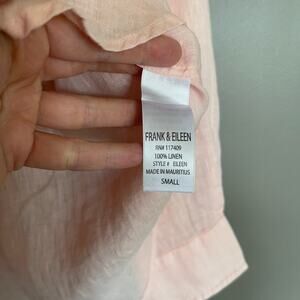 FRANK & EILEEN
RN# 117409
100% LINEN
STYLE # EILEEN
MADE IN MAURITIUS
SMALL